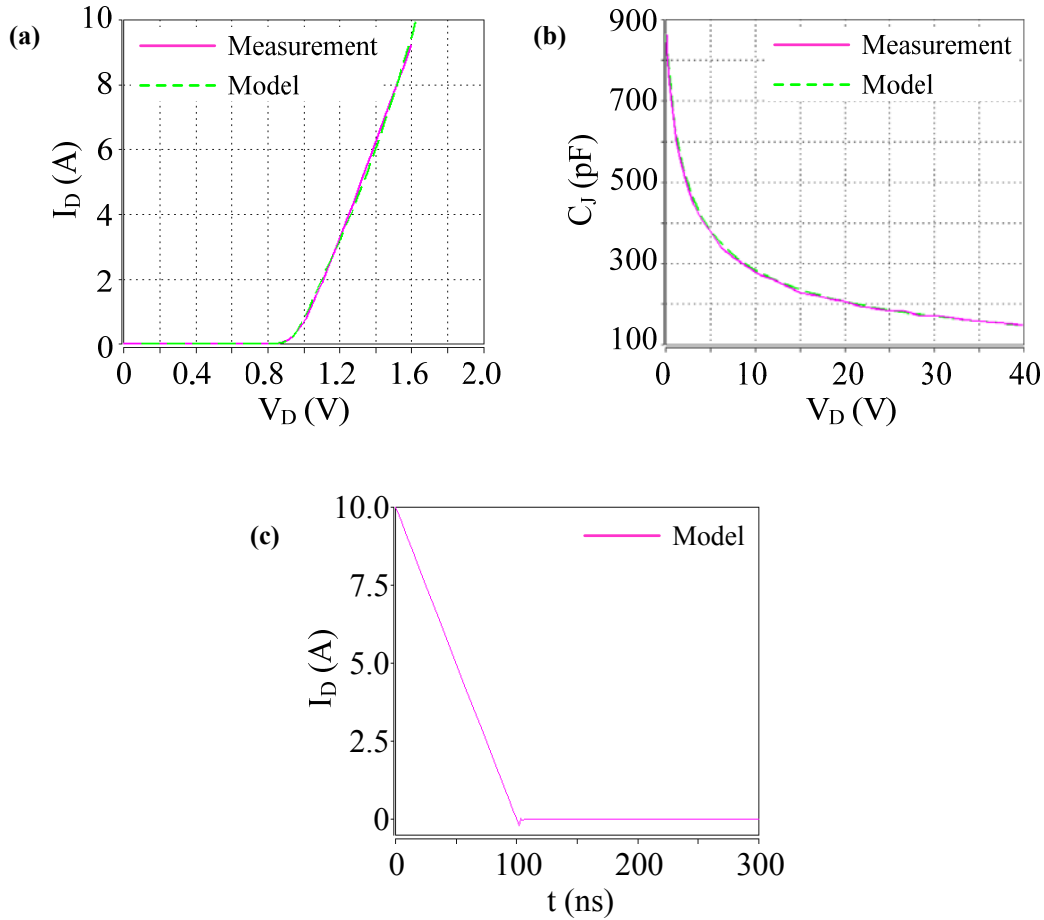 (a)
10
8
6
4
2
0
I_D (A)
Measurement
Model
0 0.4 0.8 1.2 1.6 2.0
V_D (V)
(b)
900
700
500
300
100
C_J (pF)
Measurement
Model
0 10 20 30 40
V_D (V)
(c)
10.0
7.5
5.0
2.5
0
I_D (A)
Model
0 100 200 300
t (ns)